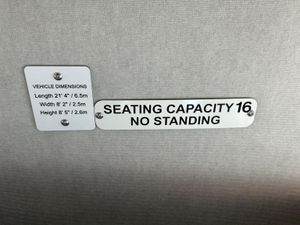 VEHICLE DIMENSIONS
Length 21' 4" / 6.5m
Width 8' 2" / 2.5m
Height 8' 5" / 2.6m
SEATING CAPACITY 16
NO STANDING